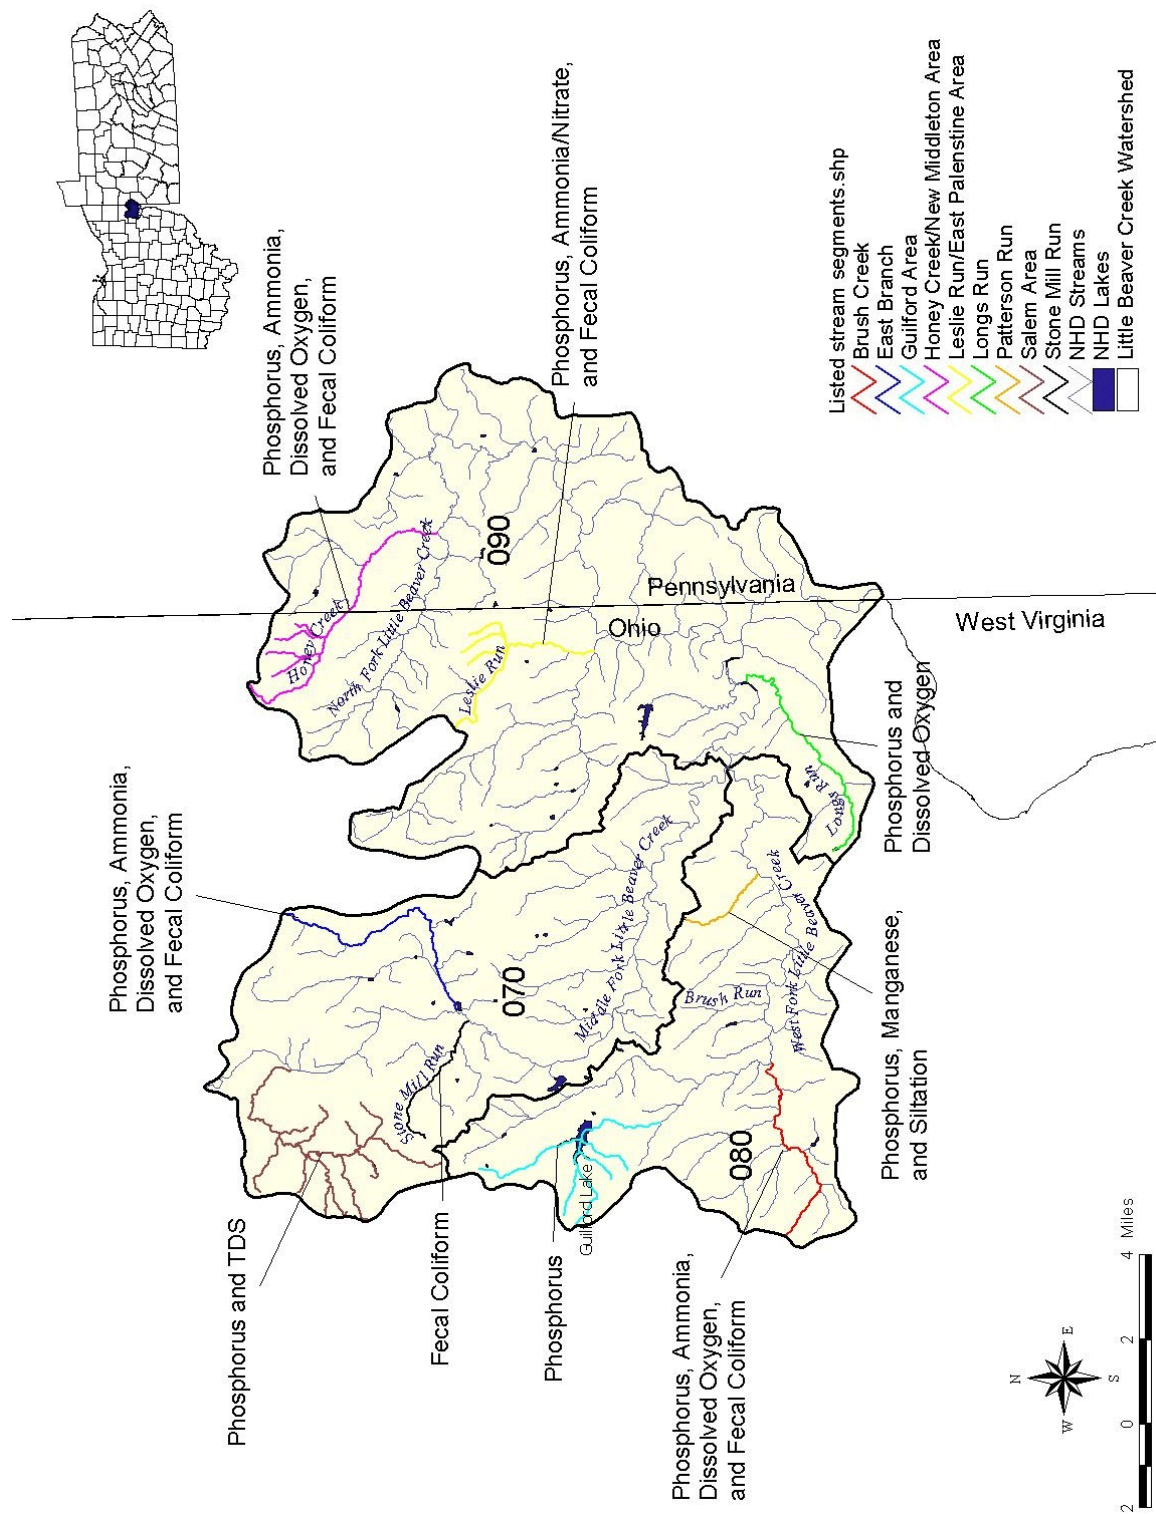 Phosphorus, Ammonia,
Dissolved Oxygen,
and Fecal Coliform
Phosphorus, Ammonia,
Dissolved Oxygen,
and Fecal Coliform
Phosphorus, Ammonia/Nitrate,
and Fecal Coliform
Phosphorus and TDS
Fecal Coliform
Phosphorus
Phosphorus, Ammonia,
Dissolved Oxygen,
and Fecal Coliform
Phosphorus, Manganese,
and Siltation
Phosphorus and
Dissolved Oxygen
Honey Creek
North Fork Little Beaver Creek
Leslie Run
Stone Mill Run
Middle Fork Little Beaver Creek
Guilford Lake
Brush Run
West Fork Little Beaver Creek
Longs Run
070
080
090
Ohio
Pennsylvania
West Virginia
Listed stream segments.shp
Brush Creek
East Branch
Guilford Area
Honey Creek/New Middleton Area
Leslie Run/East Palenstine Area
Longs Run
Patterson Run
Salem Area
Stone Mill Run
NHD Streams
NHD Lakes
Little Beaver Creek Watershed
N
W E
S
2 0 2 4 Miles